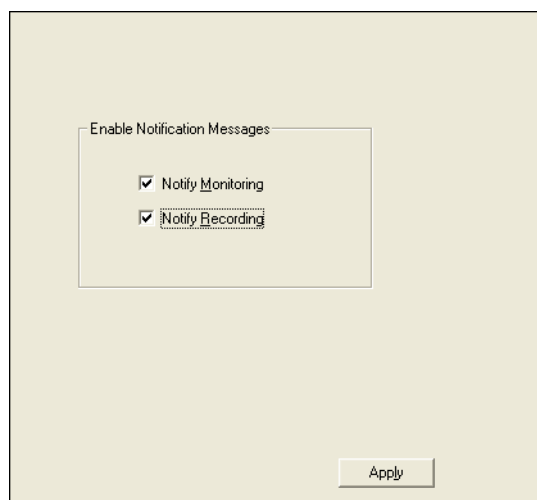 Enable Notification Messages
Notify Monitoring
Notify Recording
Apply